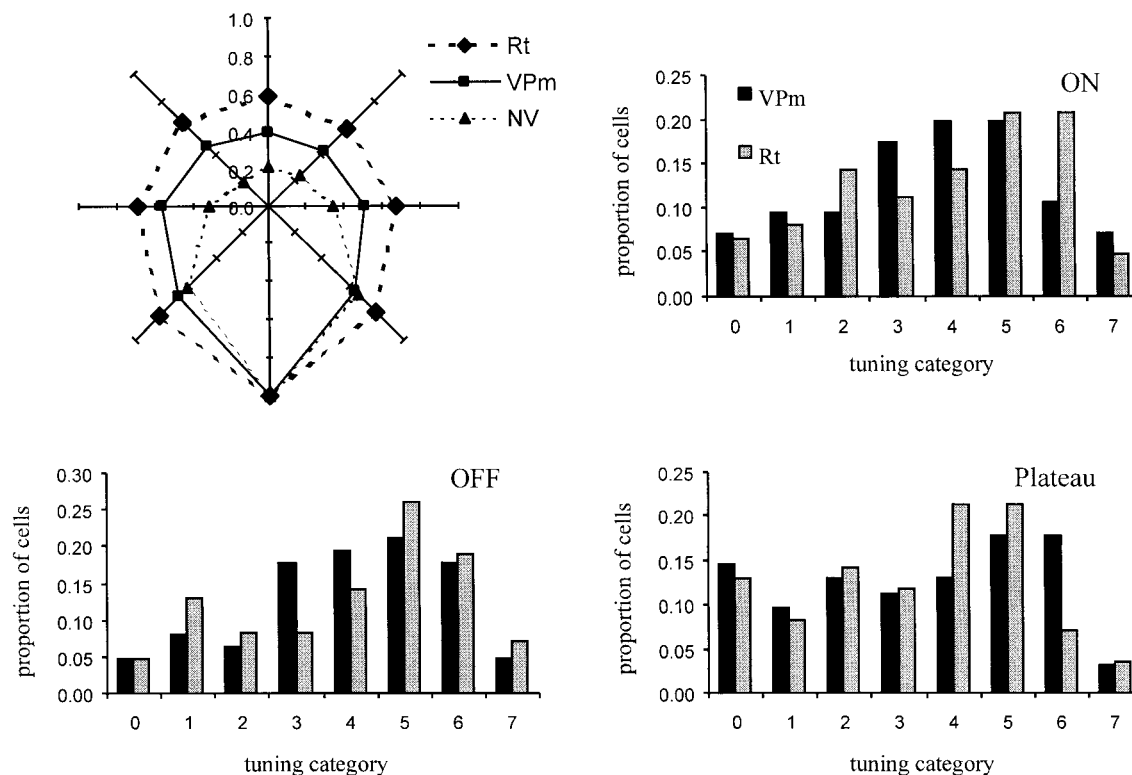 1.0
0.8
0.6
0.4
0.2
0.0
Rt
VPm
NV
ON
VPm
Rt
proportion of cells
0.25
0.20
0.15
0.10
0.05
0.00
0 1 2 3 4 5 6 7
tuning category
OFF
proportion of cells
0.30
0.25
0.20
0.15
0.10
0.05
0.00
0 1 2 3 4 5 6 7
tuning category
Plateau
proportion of cells
0.25
0.20
0.15
0.10
0.05
0.00
0 1 2 3 4 5 6 7
tuning category